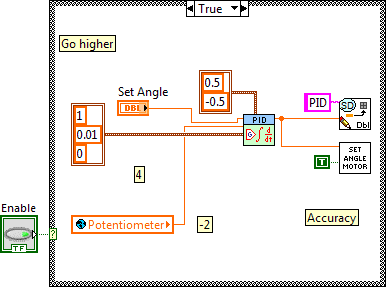 True
Go higher
0.5
-0.5
Set Angle
DBL
PID
1
0.01
0
PID
SD
Dbl
d
dt
T
SET
ANGLE
MOTOR
4
Enable
TF
?
Potentiometer
-2
Accuracy